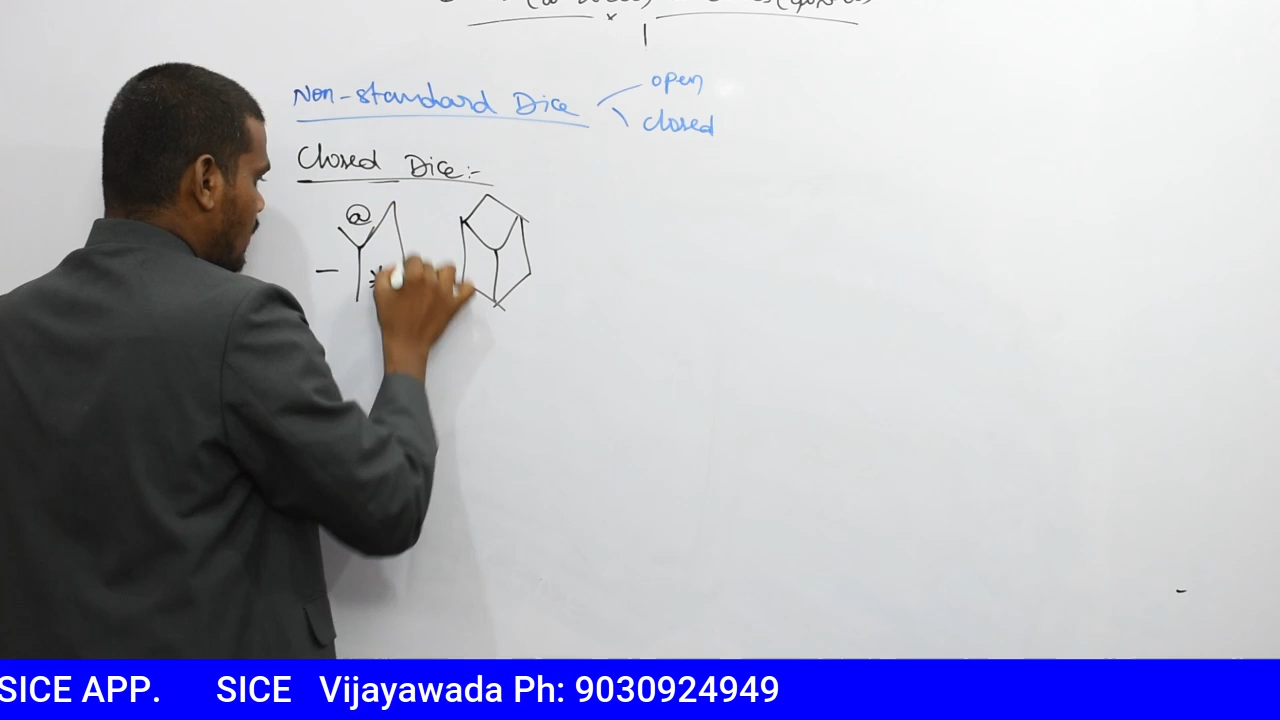 Non-standard Dice open
closed
Closed Dice:-
@
SICE APP. SICE Vijayawada Ph: 9030924949